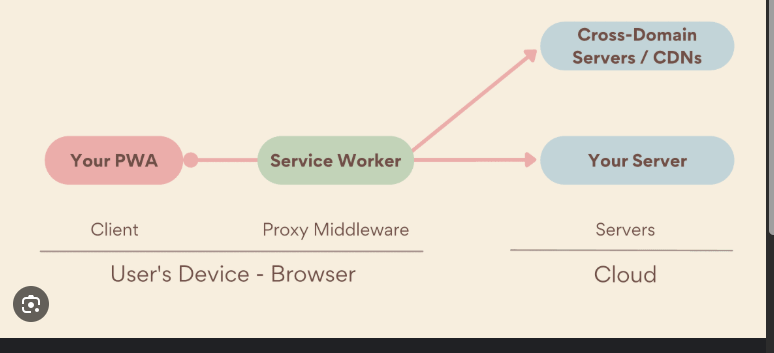 Cross-Domain
Servers / CDNs
Your PWA
Service Worker
Your Server
Client
Proxy Middleware
Servers
User's Device - Browser
Cloud